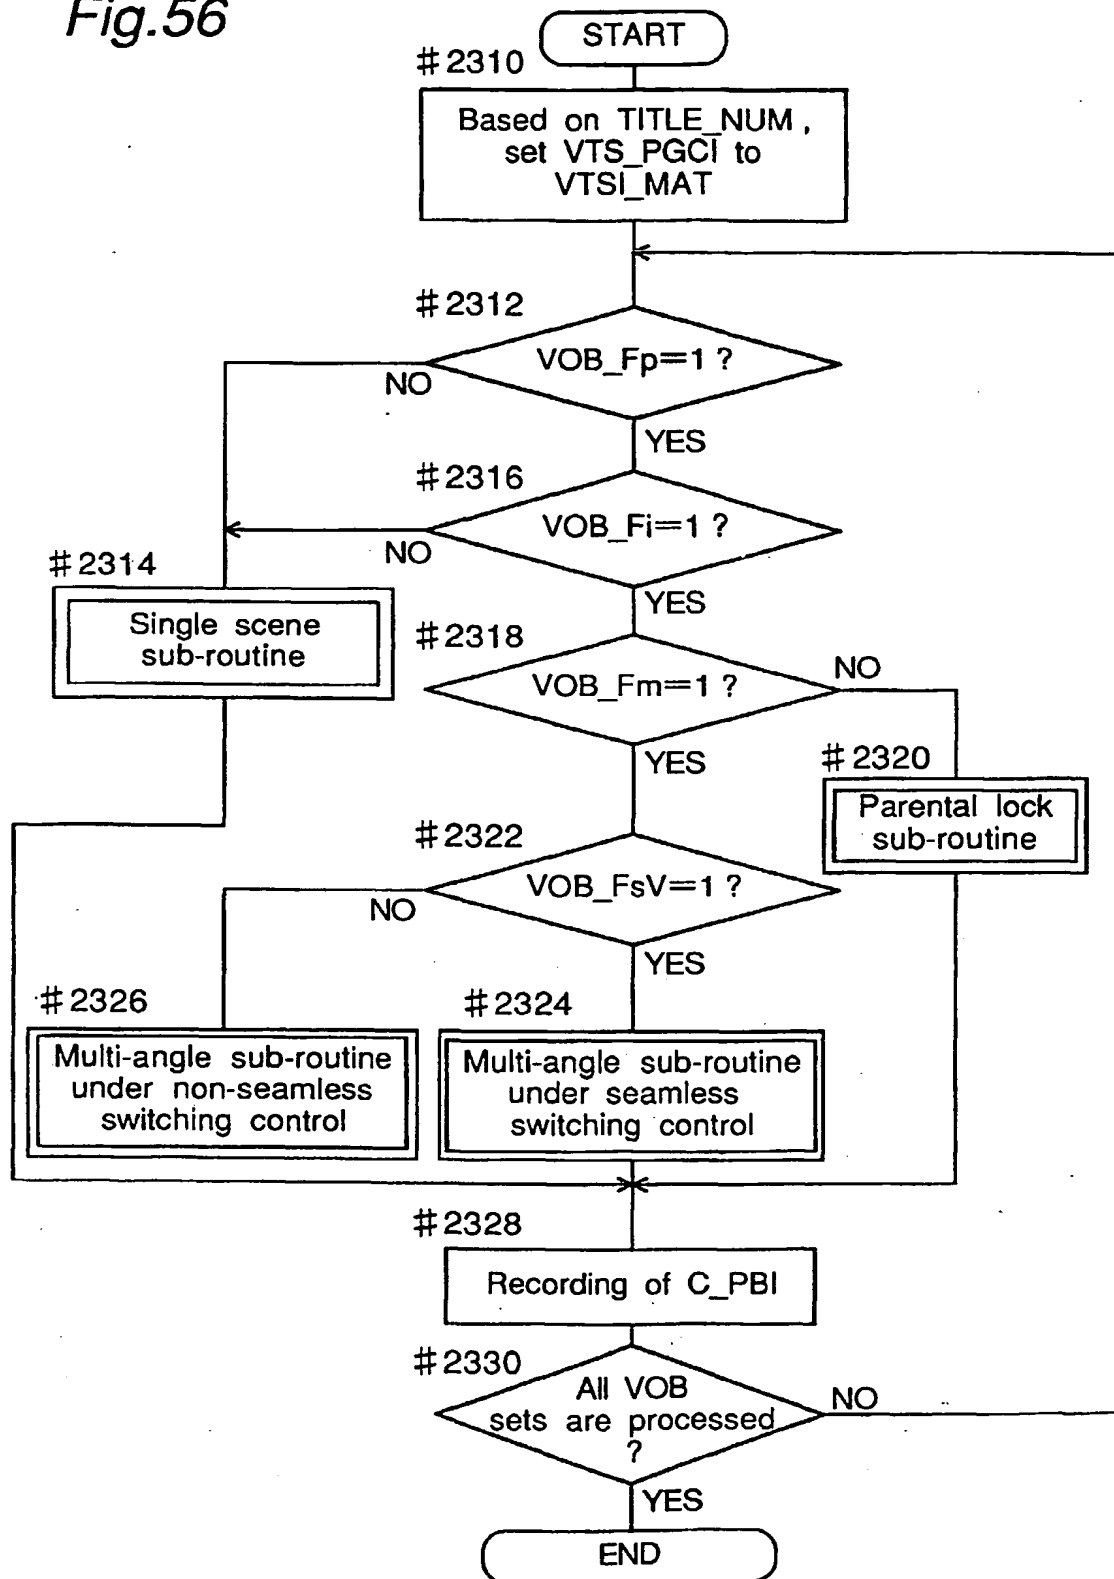 Fig.56
START
#2310
Based on TITLE_NUM,
set VTS_PGCI to
VTSI_MAT
#2312
VOB_Fp=1 ?
NO
YES
#2316
VOB_Fi=1 ?
NO
YES
#2314
Single scene
sub-routine
#2318
VOB_Fm=1 ?
NO
YES
#2320
Parental lock
sub-routine
#2322
VOB_FsV=1 ?
NO
YES
#2326
Multi-angle sub-routine
under non-seamless
switching control
#2324
Multi-angle sub-routine
under seamless
switching control
#2328
Recording of C_PBI
#2330
All VOB
sets are processed
?
NO
YES
END